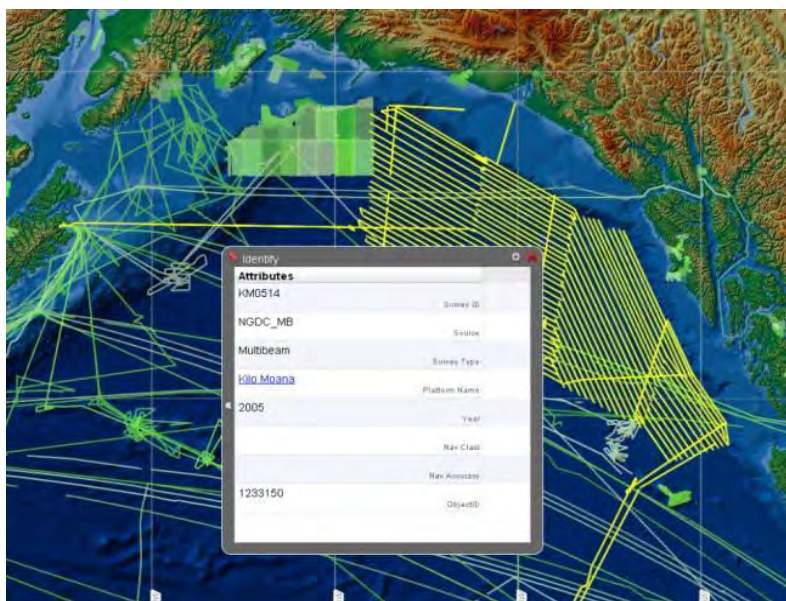 Identify
Attributes
KM0514
Survey ID
NGDC_MB
Source
Multibeam
Survey Type
Kilo Moana
Platform Name
2005
Year
Nav Class
Nav Accuracy
1233150
ObjectID